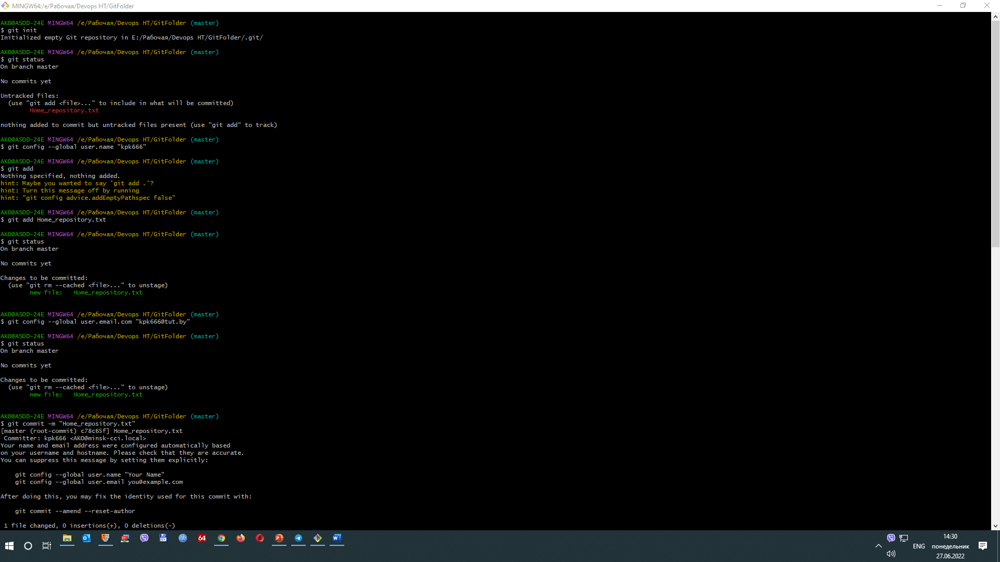 MINGW64:/e/Рабочая/Devops HT/GitFolder
AKO@ASOD-24E MINGW64 /e/Рабочая/Devops HT/GitFolder (master)
$ git init
Initialized empty Git repository in E:/Рабочая/Devops HT/GitFolder/.git/
AKO@ASOD-24E MINGW64 /e/Рабочая/Devops HT/GitFolder (master)
$ git status
On branch master
No commits yet
Untracked files:
  (use "git add <file>..." to include in what will be committed)
        Home_repository.txt
nothing added to commit but untracked files present (use "git add" to track)
AKO@ASOD-24E MINGW64 /e/Рабочая/Devops HT/GitFolder (master)
$ git config --global user.name "kpk666"
AKO@ASOD-24E MINGW64 /e/Рабочая/Devops HT/GitFolder (master)
$ git add
Nothing specified, nothing added.
hint: Maybe you wanted to say 'git add .'?
hint: Turn this message off by running
hint: "git config advice.addEmptyPathspec false"
AKO@ASOD-24E MINGW64 /e/Рабочая/Devops HT/GitFolder (master)
$ git add Home_repository.txt
AKO@ASOD-24E MINGW64 /e/Рабочая/Devops HT/GitFolder (master)
$ git status
On branch master
No commits yet
Changes to be committed:
  (use "git rm --cached <file>..." to unstage)
        new file:   Home_repository.txt
AKO@ASOD-24E MINGW64 /e/Рабочая/Devops HT/GitFolder (master)
$ git config --global user.email.com "kpk666@tut.by"
AKO@ASOD-24E MINGW64 /e/Рабочая/Devops HT/GitFolder (master)
$ git status
On branch master
No commits yet
Changes to be committed:
  (use "git rm --cached <file>..." to unstage)
        new file:   Home_repository.txt
AKO@ASOD-24E MINGW64 /e/Рабочая/Devops HT/GitFolder (master)
$ git commit -m "Home_repository.txt"
[master (root-commit) c78c65f] Home_repository.txt
 Committer: kpk666 <AKO@minsk-cci.local>
Your name and email address were configured automatically based
on your username and hostname. Please check that they are accurate.
You can suppress this message by setting them explicitly:
    git config --global user.name "Your Name"
    git config --global user.email you@example.com
After doing this, you may fix the identity used for this commit with:
    git commit --amend --reset-author
 1 file changed, 0 insertions(+), 0 deletions(-)
64
14:30
ENG понедельник
27.06.2022